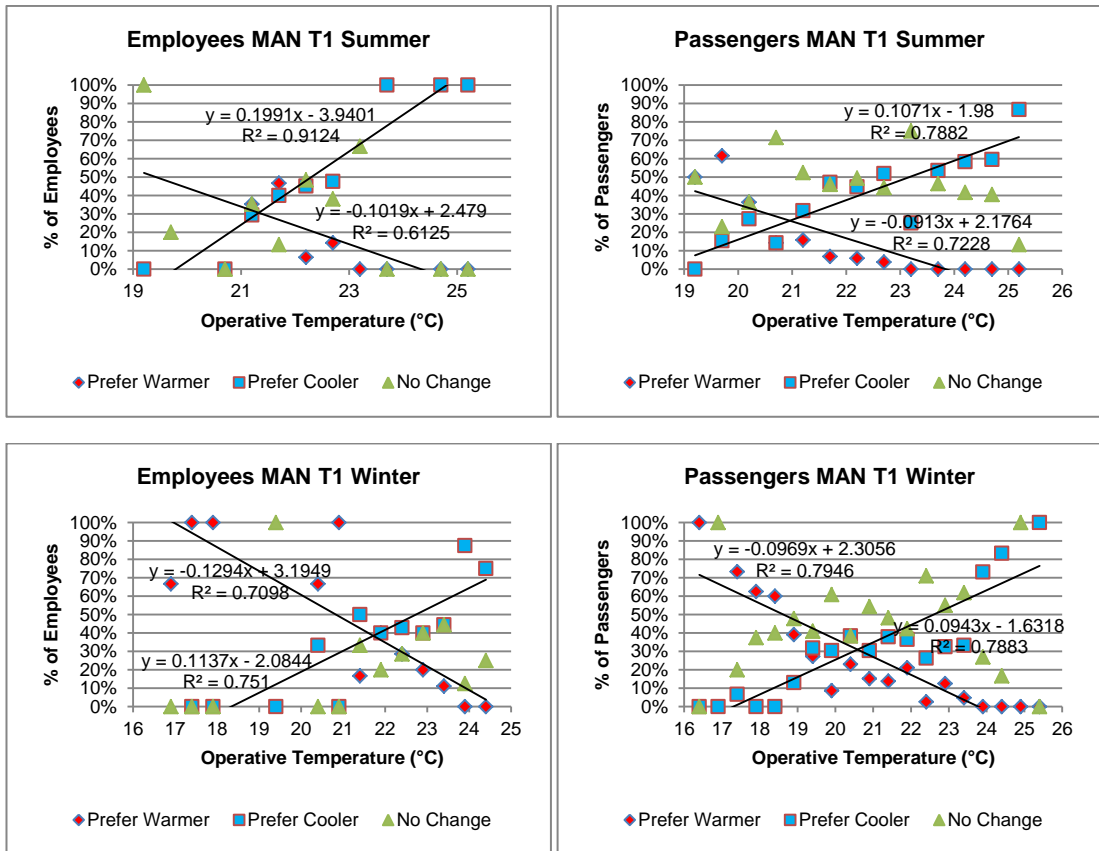 Employees MAN T1 Summer
100%
90%
80%
70%
60%
50%
40%
30%
20%
10%
0%
% of Employees
y = 0.1991x - 3.9401
R² = 0.9124
y = -0.1019x + 2.479
R² = 0.6125
19 21 23 25
Operative Temperature (°C)
Prefer Warmer Prefer Cooler No Change
Passengers MAN T1 Summer
100%
90%
80%
70%
60%
50%
40%
30%
20%
10%
0%
% of Passengers
y = 0.1071x - 1.98
R² = 0.7882
y = -0.0913x + 2.1764
R² = 0.7228
19 20 21 22 23 24 25 26
Operative Temperature (°C)
Prefer Warmer Prefer Cooler No Change
Employees MAN T1 Winter
100%
90%
80%
70%
60%
50%
40%
30%
20%
10%
0%
% of Employees
y = -0.1294x + 3.1949
R² = 0.7098
y = 0.1137x - 2.0844
R² = 0.751
16 17 18 19 20 21 22 23 24 25
Operative Temperature (°C)
Prefer Warmer Prefer Cooler No Change
Passengers MAN T1 Winter
100%
90%
80%
70%
60%
50%
40%
30%
20%
10%
0%
% of Passengers
y = -0.0969x + 2.3056
R² = 0.7946
y = 0.0943x - 1.6318
R² = 0.7883
16 17 18 19 20 21 22 23 24 25 26
Operative Temperature (°C)
Prefer Warmer Prefer Cooler No Change